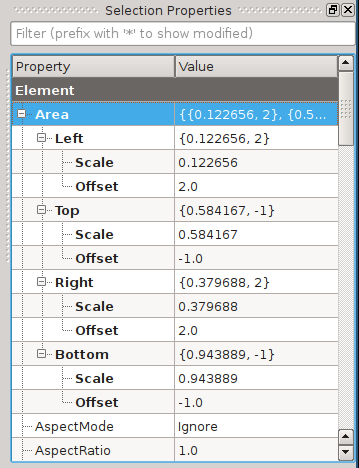 Selection Properties
Filter (prefix with '*' to show modified)
Property Value
Element
Area {{0.122656, 2}, {0.5...
Left {0.122656, 2}
Scale 0.122656
Offset 2.0
Top {0.584167, -1}
Scale 0.584167
Offset -1.0
Right {0.379688, 2}
Scale 0.379688
Offset 2.0
Bottom {0.943889, -1}
Scale 0.943889
Offset -1.0
AspectMode Ignore
AspectRatio 1.0